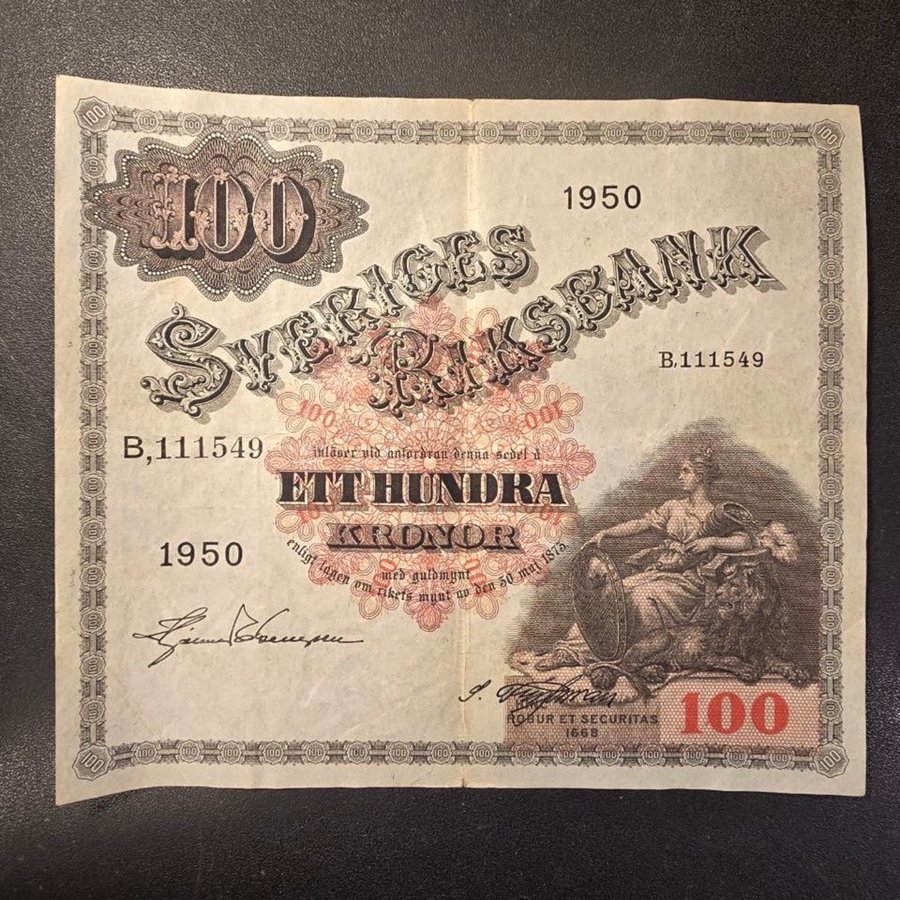 100
1950
SVERIGES
RIKSBANK
B,111549
B,111549
inlöser vid anfordran denna sedel å
ETT HUNDRA
KRONOR
med guldmynt
enligt lagen om rikets mynt av den 30 maj 1873.
1950
ROBUR ET SECURITAS
1668
100